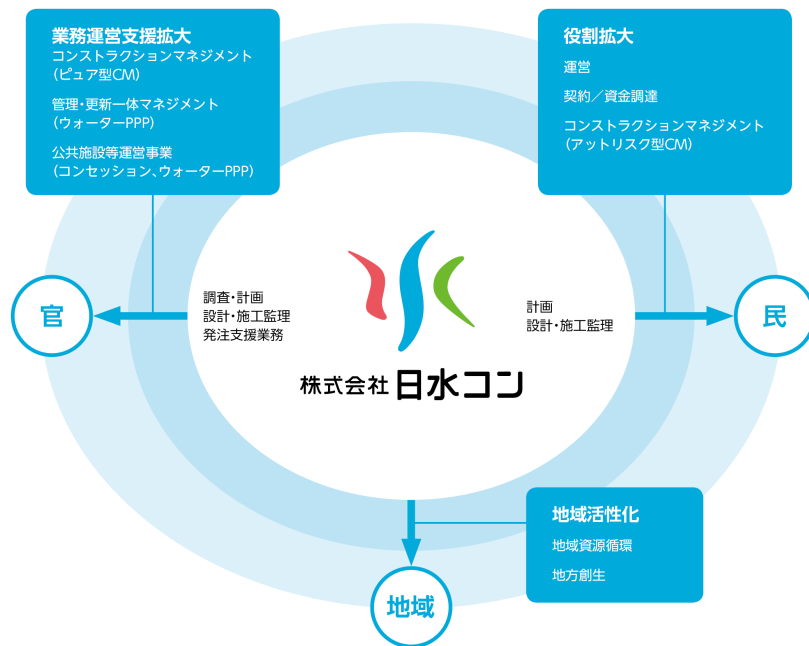 業務運営支援拡大
コンストラクションマネジメント
(ピュア型CM)
管理・更新一体マネジメント
(ウォーターPPP)
公共施設等運営事業
(コンセッション、ウォーターPPP)
役割拡大
運営
契約／資金調達
コンストラクションマネジメント
(アットリスク型CM)
官
調査・計画
設計・施工監理
発注支援業務
計画
設計・施工監理
民
株式会社日水コン
地域活性化
地域資源循環
地方創生
地域